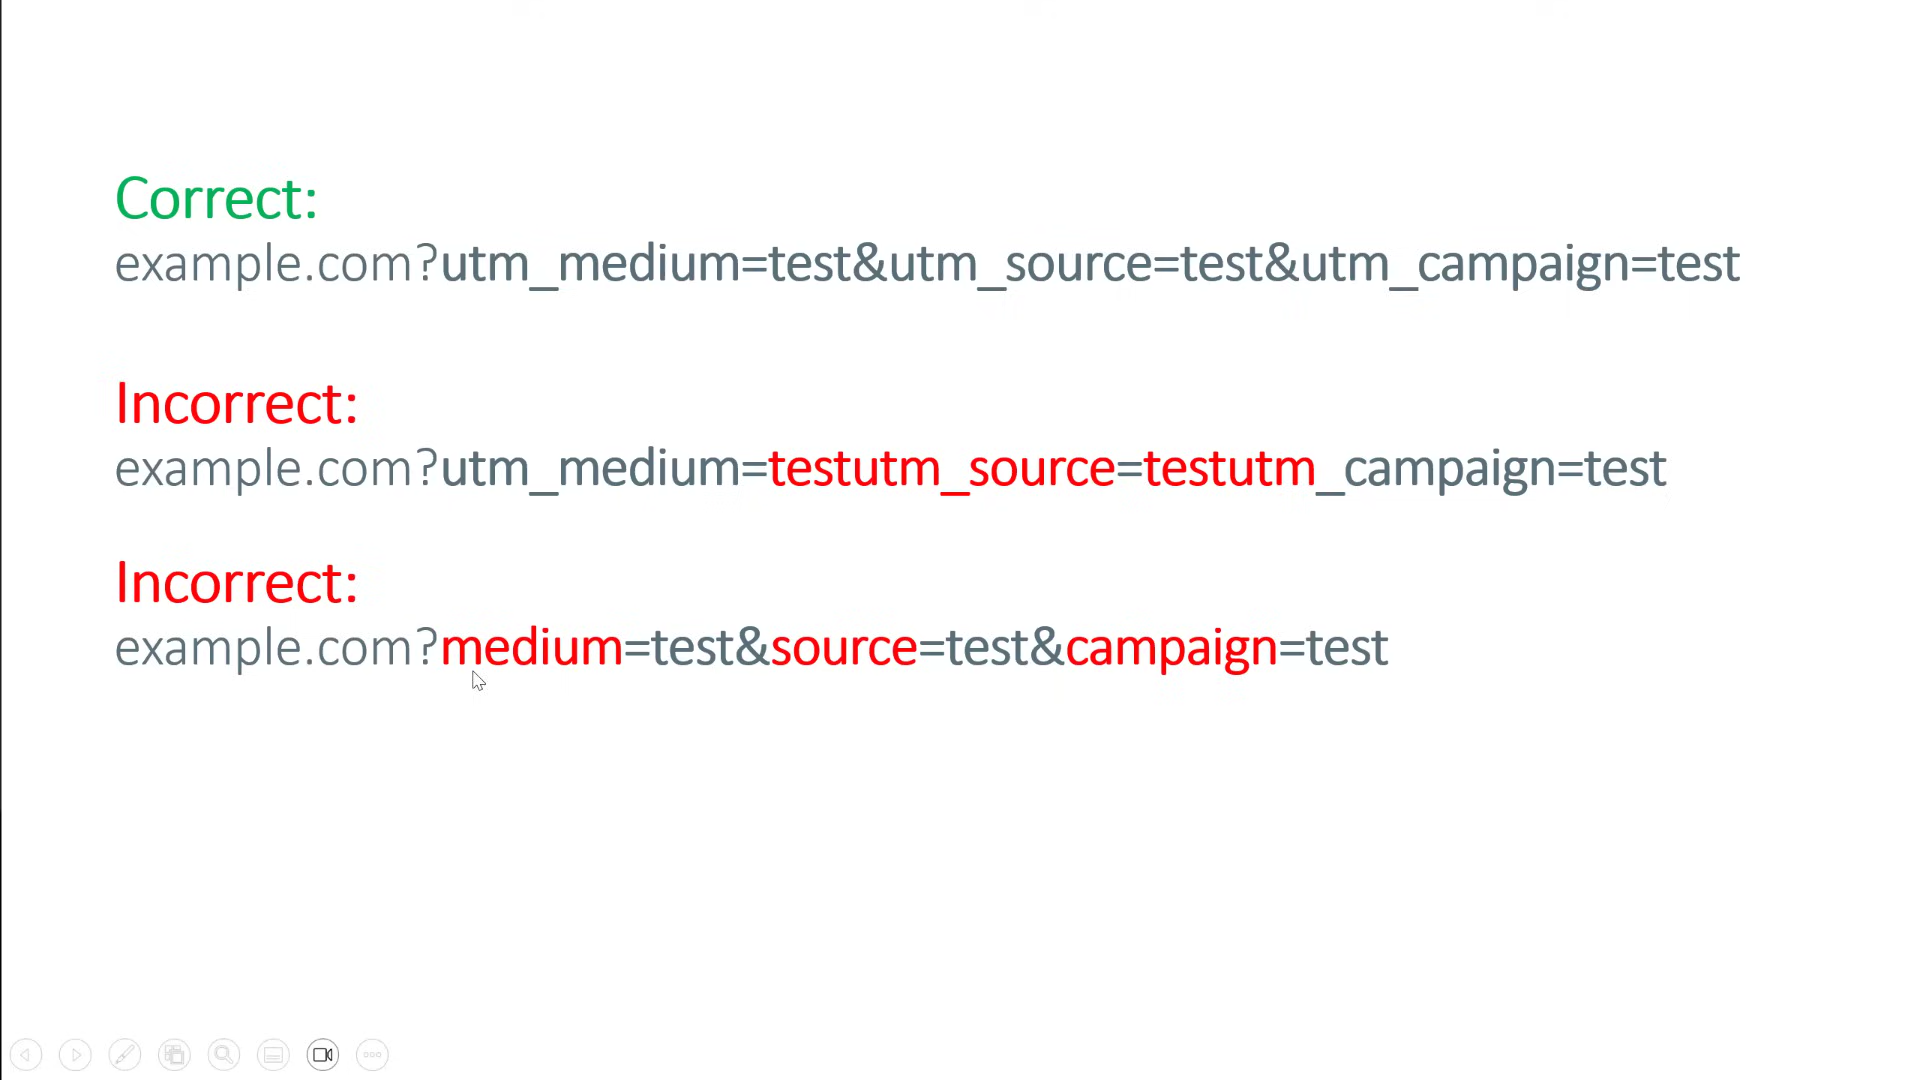 Correct:
example.com?utm_medium=test&utm_source=test&utm_campaign=test
Incorrect:
example.com?utm_medium=testutm_source=testutm_campaign=test
Incorrect:
example.com?medium=test&source=test&campaign=test